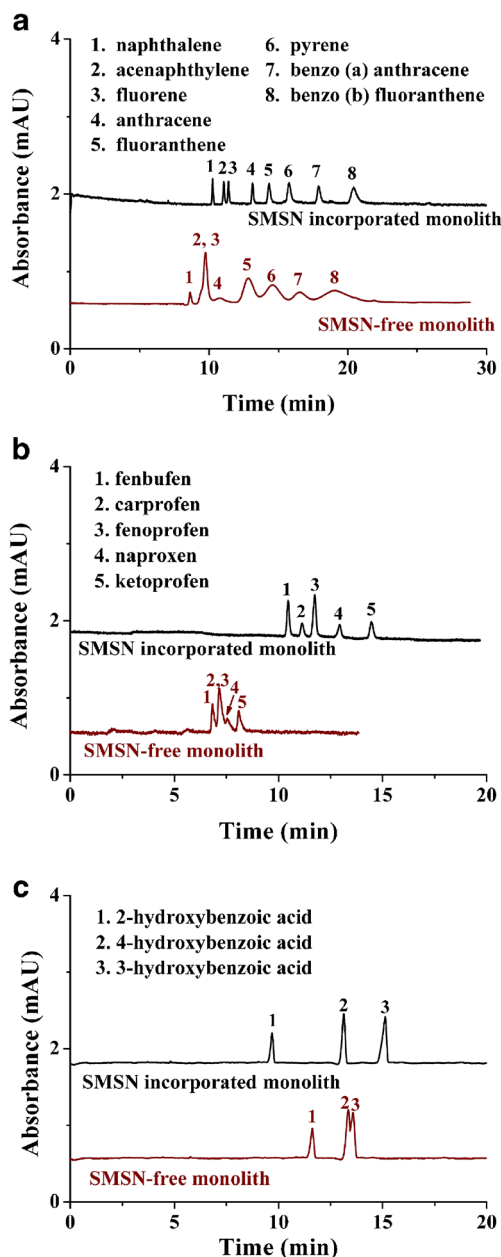 a
4
1. naphthalene
2. acenaphthylene
3. fluorene
4. anthracene
5. fluoranthene
6. pyrene
7. benzo (a) anthracene
8. benzo (b) fluoranthene
1 2 3 4 5 6 7 8
2
SMSN incorporated monolith
2, 3
1 4 5 6 7 8
SMSN-free monolith
0
0 10 20 30
Absorbance (mAU)
Time (min)
b
4
1. fenbufen
2. carprofen
3. fenoprofen
4. naproxen
5. ketoprofen
1 2 3 4 5
2
SMSN incorporated monolith
2,3
1 4 5
SMSN-free monolith
0
0 5 10 15 20
Absorbance (mAU)
Time (min)
c
4
1. 2-hydroxybenzoic acid
2. 4-hydroxybenzoic acid
3. 3-hydroxybenzoic acid
1 2 3
2
SMSN incorporated monolith
1 2 3
SMSN-free monolith
0
0 5 10 15 20
Absorbance (mAU)
Time (min)